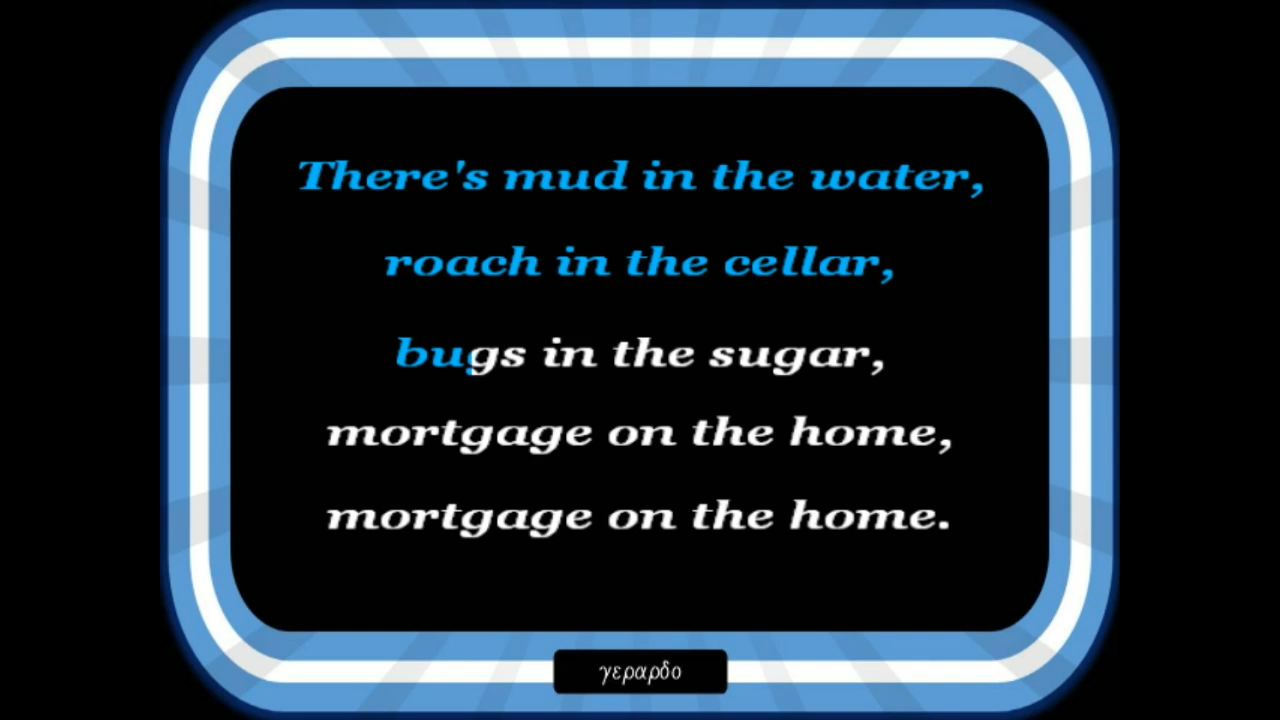 There's mud in the water,
roach in the cellar,
bugs in the sugar,
mortgage on the home,
mortgage on the home.
γεραρδο